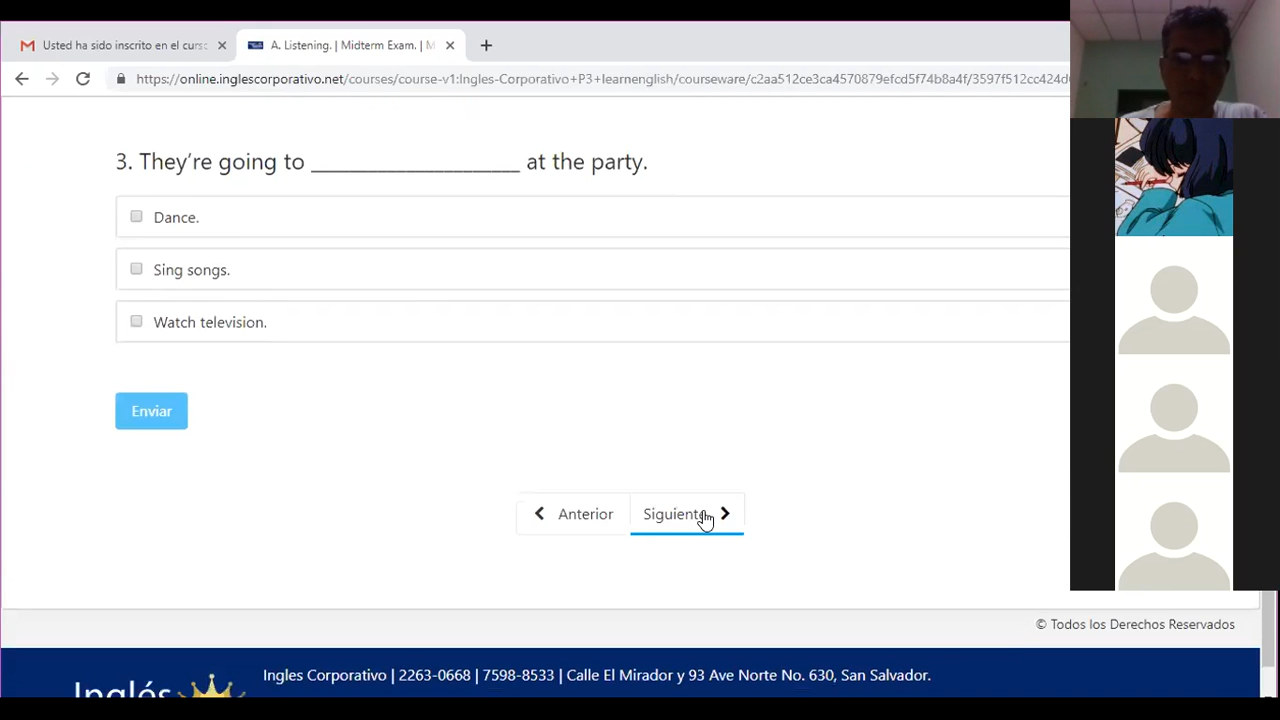 Usted ha sido inscrito en el curso
A. Listening. | Midterm Exam. | M
https://online.inglescorporativo.net/courses/course-v1:Ingles-Corporativo+P3+learnenglish/courseware/c2aa512ce3ca4570879efcd5f74b8a4f/3597f512cc424d
3. They’re going to ______________________ at the party.
Dance.
Sing songs.
Watch television.
Enviar
Anterior
Siguiente
© Todos los Derechos Reservados
Ingles Corporativo | 2263-0668 | 7598-8533 | Calle El Mirador y 93 Ave Norte No. 630, San Salvador.
Inglés